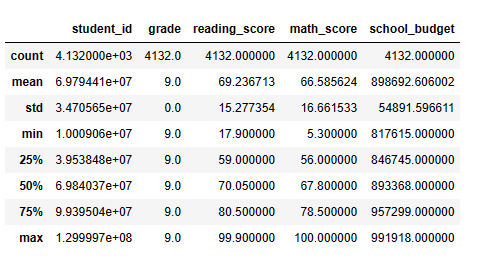 student_id grade reading_score math_score school_budget
count 4.132000e+03 4132.0 4132.000000 4132.000000 4132.000000
mean 6.979441e+07 9.0 69.236713 66.585624 898692.606002
std 3.470565e+07 0.0 15.277354 16.661533 54891.596611
min 1.000906e+07 9.0 17.900000 5.300000 817615.000000
25% 3.953848e+07 9.0 59.000000 56.000000 846745.000000
50% 6.984037e+07 9.0 70.050000 67.800000 893368.000000
75% 9.939504e+07 9.0 80.500000 78.500000 957299.000000
max 1.299997e+08 9.0 99.900000 100.000000 991918.000000